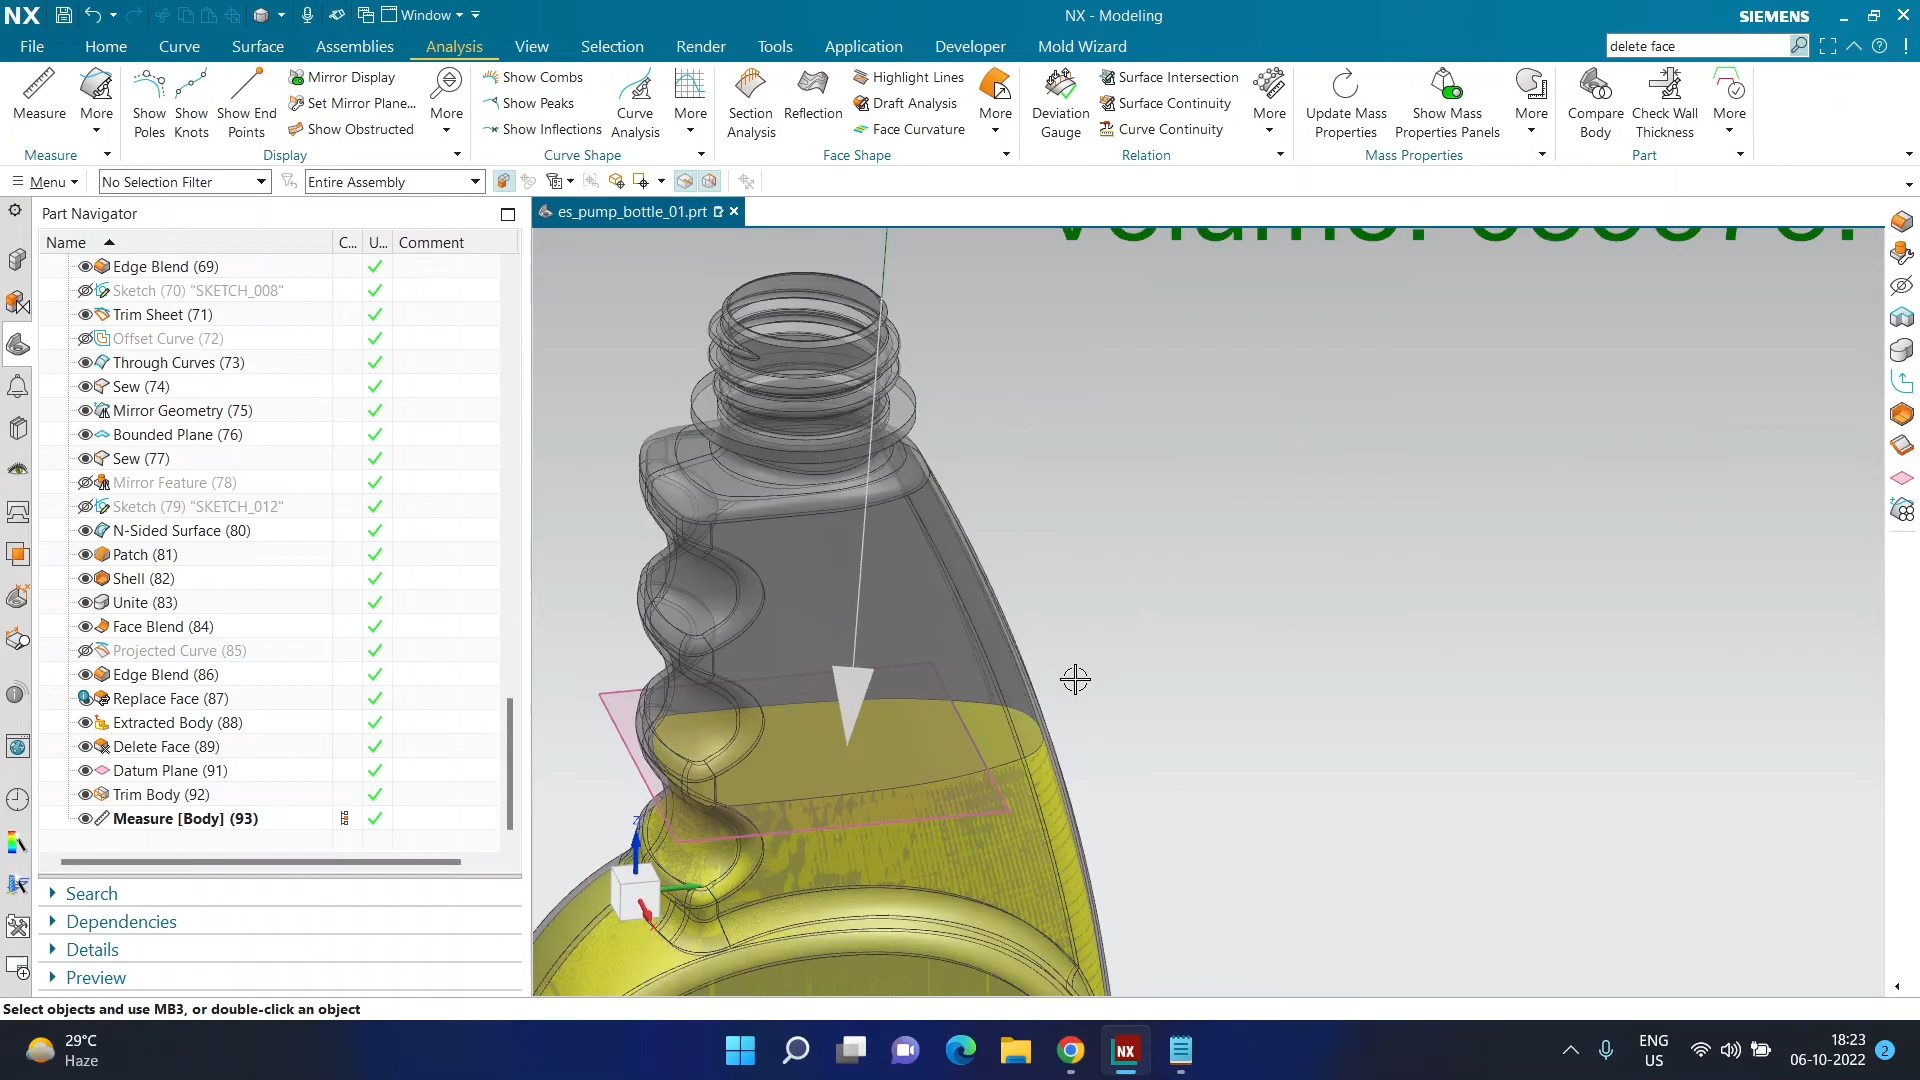 NX
Window
NX - Modeling
SIEMENS
File
Home
Curve
Surface
Assemblies
Analysis
View
Selection
Render
Tools
Application
Developer
Mold Wizard
delete face
Measure
More
Show Poles
Show Knots
Show End Points
Mirror Display
Set Mirror Plane...
Show Obstructed
More
Show Combs
Show Peaks
Show Inflections
Curve Analysis
More
Section Analysis
Reflection
Highlight Lines
Draft Analysis
Face Curvature
More
Deviation Gauge
Surface Intersection
Surface Continuity
Curve Continuity
More
Update Mass Properties
Show Mass Properties Panels
More
Compare Body
Check Wall Thickness
More
Measure
Display
Curve Shape
Face Shape
Relation
Mass Properties
Part
Menu
No Selection Filter
Entire Assembly
Part Navigator
es_pump_bottle_01.prt
Name
C...
U...
Comment
Edge Blend (69)
Sketch (70) "SKETCH_008"
Trim Sheet (71)
Offset Curve (72)
Through Curves (73)
Sew (74)
Mirror Geometry (75)
Bounded Plane (76)
Sew (77)
Mirror Feature (78)
Sketch (79) "SKETCH_012"
N-Sided Surface (80)
Patch (81)
Shell (82)
Unite (83)
Face Blend (84)
Projected Curve (85)
Edge Blend (86)
Replace Face (87)
Extracted Body (88)
Delete Face (89)
Datum Plane (91)
Trim Body (92)
Measure [Body] (93)
Z
Search
Dependencies
Details
Preview
Select objects and use MB3, or double-click an object
29°C
Haze
NX
ENG
US
18:23
06-10-2022
2